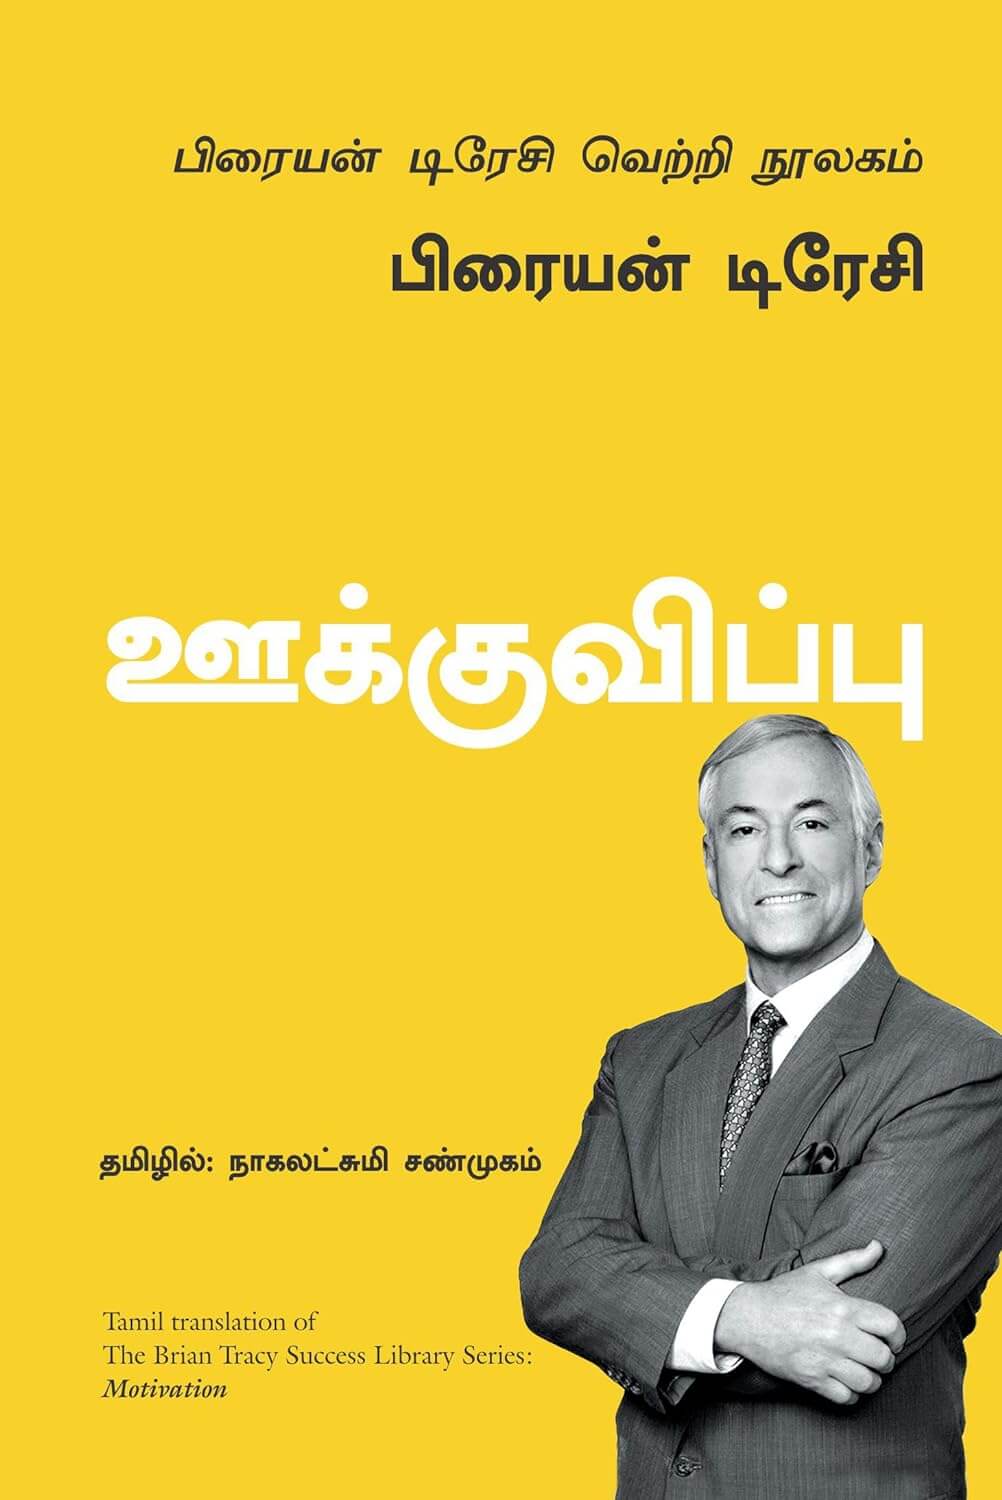 பிரையன் டிரேசி வெற்றி நூலகம்
பிரையன் டிரேசி
ஊக்குவிப்பு
தமிழில்: நாகலட்சுமி சண்முகம்
Tamil translation of
The Brian Tracy Success Library Series:
Motivation